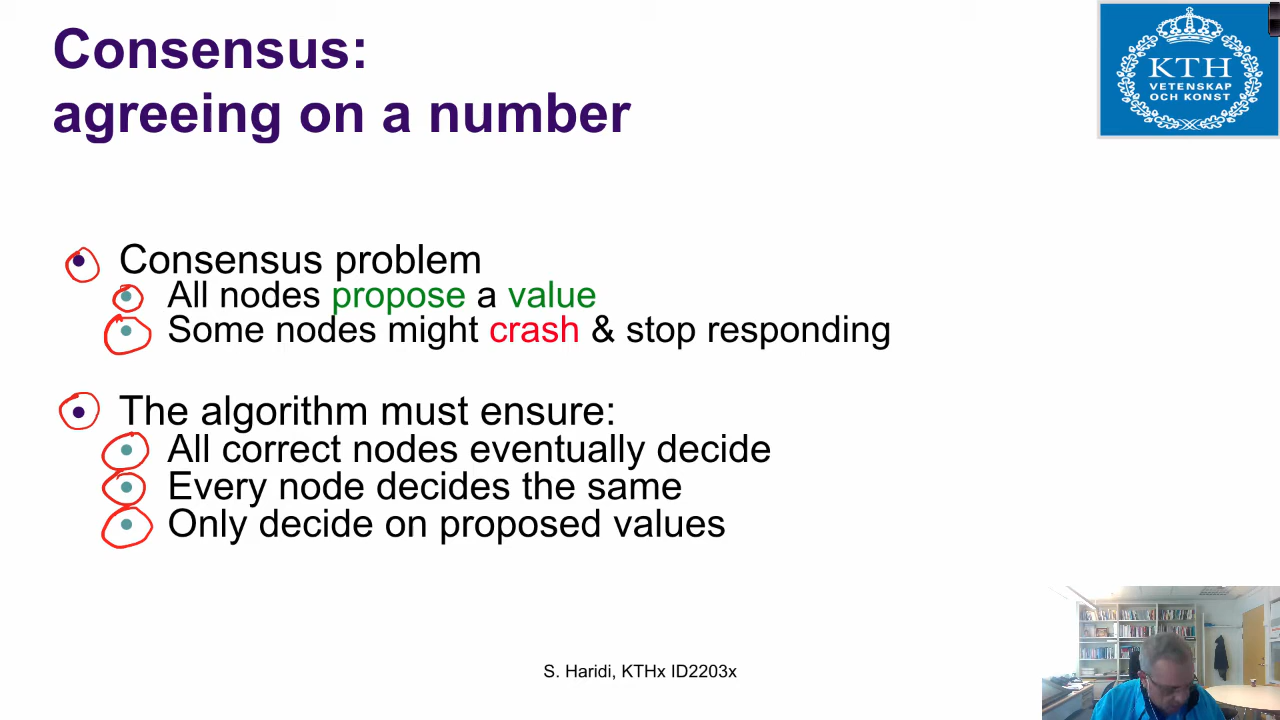 Consensus:
agreeing on a number
KTH
VETENSKAP
OCH KONST
Consensus problem
All nodes propose a value
Some nodes might crash & stop responding
The algorithm must ensure:
All correct nodes eventually decide
Every node decides the same
Only decide on proposed values
S. Haridi, KTHx ID2203x